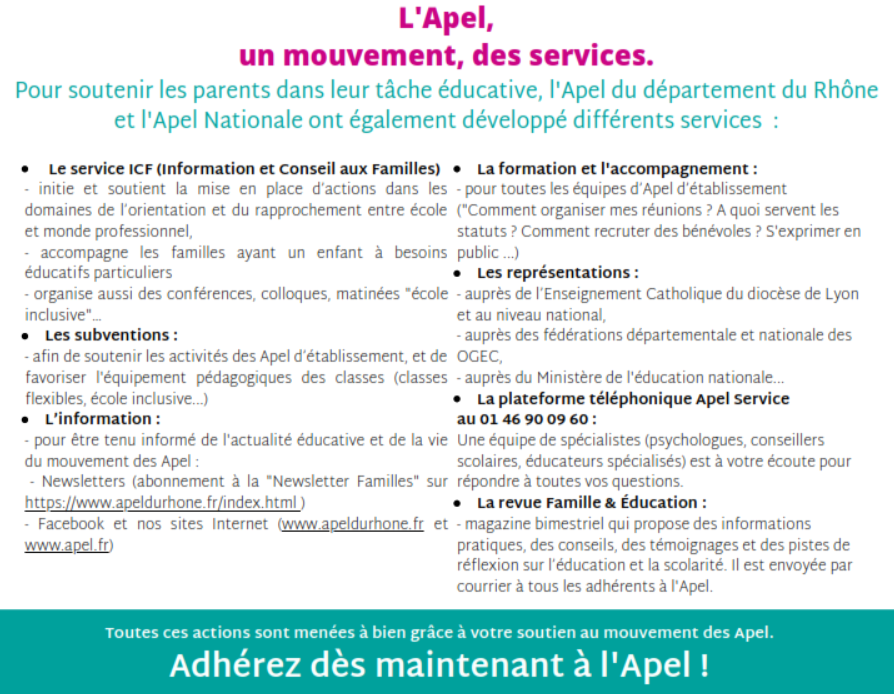 L'Apel,
un mouvement, des services.
Pour soutenir les parents dans leur tâche éducative, l'Apel du département du Rhône
et l'Apel Nationale ont également développé différents services :
• Le service ICF (Information et Conseil aux Familles)
- initie et soutient la mise en place d'actions dans les
domaines de l'orientation et du rapprochement entre école
et monde professionnel,
- accompagne les familles ayant un enfant à besoins
éducatifs particuliers
- organise aussi des conférences, colloques, matinées "école
inclusive"...
• Les subventions :
- afin de soutenir les activités des Apel d'établissement, et de
favoriser l'équipement pédagogiques des classes (classes
flexibles, école inclusive...)
• L'information :
- pour être tenu informé de l'actualité éducative et de la vie
du mouvement des Apel :
- Newsletters (abonnement à la "Newsletter Familles" sur
https://www.apeldurhone.fr/index.html )
- Facebook et nos sites Internet (www.apeldurhone.fr et
www.apel.fr)
• La formation et l'accompagnement :
- pour toutes les équipes d'Apel d'établissement
("Comment organiser mes réunions ? A quoi servent les
statuts ? Comment recruter des bénévoles ? S'exprimer en
public ...)
• Les représentations :
- auprès de l'Enseignement Catholique du diocèse de Lyon
et au niveau national,
- auprès des fédérations départementale et nationale des
OGEC,
- auprès du Ministère de l'éducation nationale...
• La plateforme téléphonique Apel Service
au 01 46 90 09 60 :
Une équipe de spécialistes (psychologues, conseillers
scolaires, éducateurs spécialisés) est à votre écoute pour
répondre à toutes vos questions.
• La revue Famille & Éducation :
- magazine bimestriel qui propose des informations
pratiques, des conseils, des témoignages et des pistes de
réflexion sur l'éducation et la scolarité. Il est envoyée par
courrier à tous les adhérents à l'Apel.
Toutes ces actions sont menées à bien grâce à votre soutien au mouvement des Apel.
Adhérez dès maintenant à l'Apel !